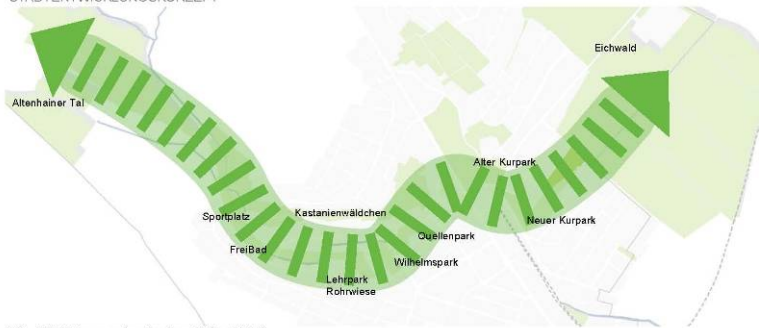 Eichwald
Altenhainer Tal
Alter Kurpark
Sportplatz
Kastanienwäldchen
Neuer Kurpark
Quellenpark
FreiBad
Wilhelmspark
Lehrpark
Rohrwiese